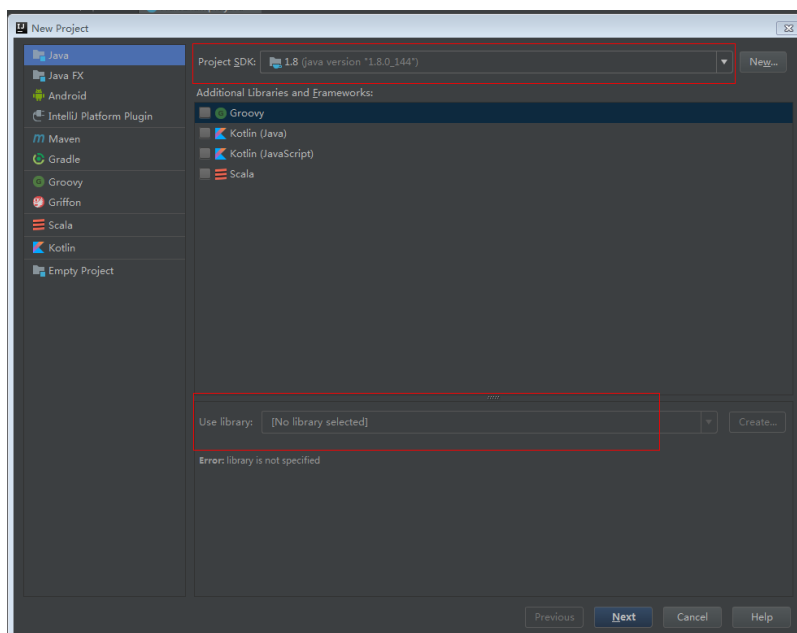 New Project
Java
Java FX
Android
IntelliJ Platform Plugin
Maven
Gradle
Groovy
Griffon
Scala
Kotlin
Empty Project
Project SDK: 1.8 (java version "1.8.0_144") New...
Additional Libraries and Frameworks:
Groovy
Kotlin (Java)
Kotlin (JavaScript)
Scala
Use library: [No library selected] Create...
Error: library is not specified
Previous Next Cancel Help